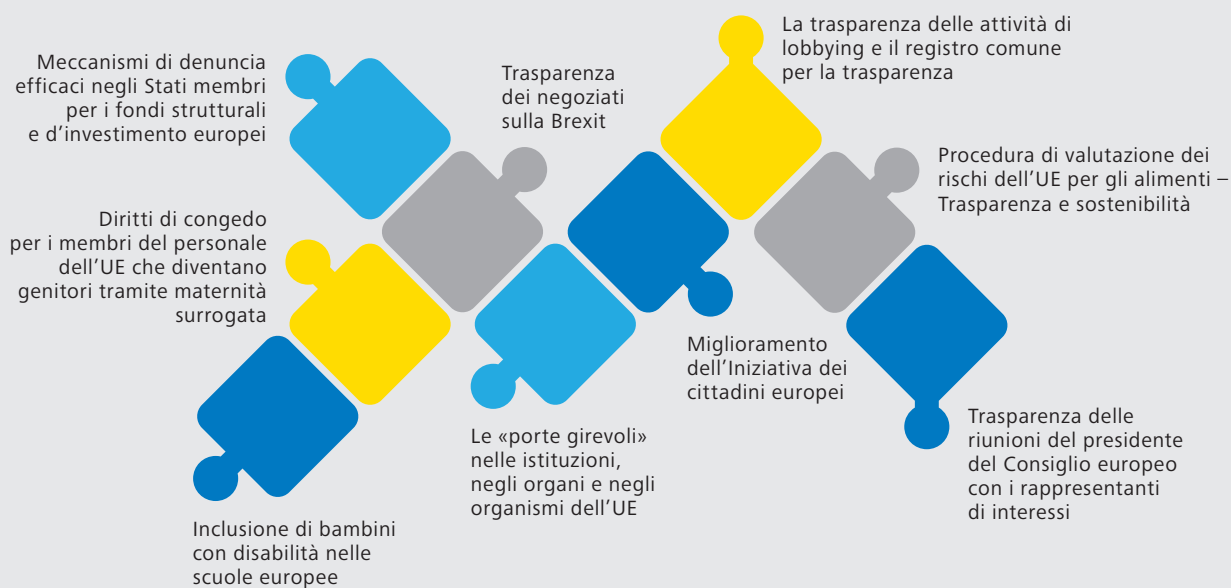 Meccanismi di denuncia
efficaci negli Stati membri
per i fondi strutturali
e d’investimento europei
Trasparenza
dei negoziati
sulla Brexit
La trasparenza delle attività di
lobbying e il registro comune
per la trasparenza
Procedura di valutazione dei
rischi dell’UE per gli alimenti –
Trasparenza e sostenibilità
Diritti di congedo
per i membri del personale
dell’UE che diventano
genitori tramite maternità
surrogata
Miglioramento
dell’Iniziativa dei
cittadini europei
Trasparenza delle
riunioni del presidente
del Consiglio europeo
con i rappresentanti
di interessi
Le «porte girevoli»
nelle istituzioni,
negli organi e negli
organismi dell’UE
Inclusione di bambini
con disabilità nelle
scuole europee